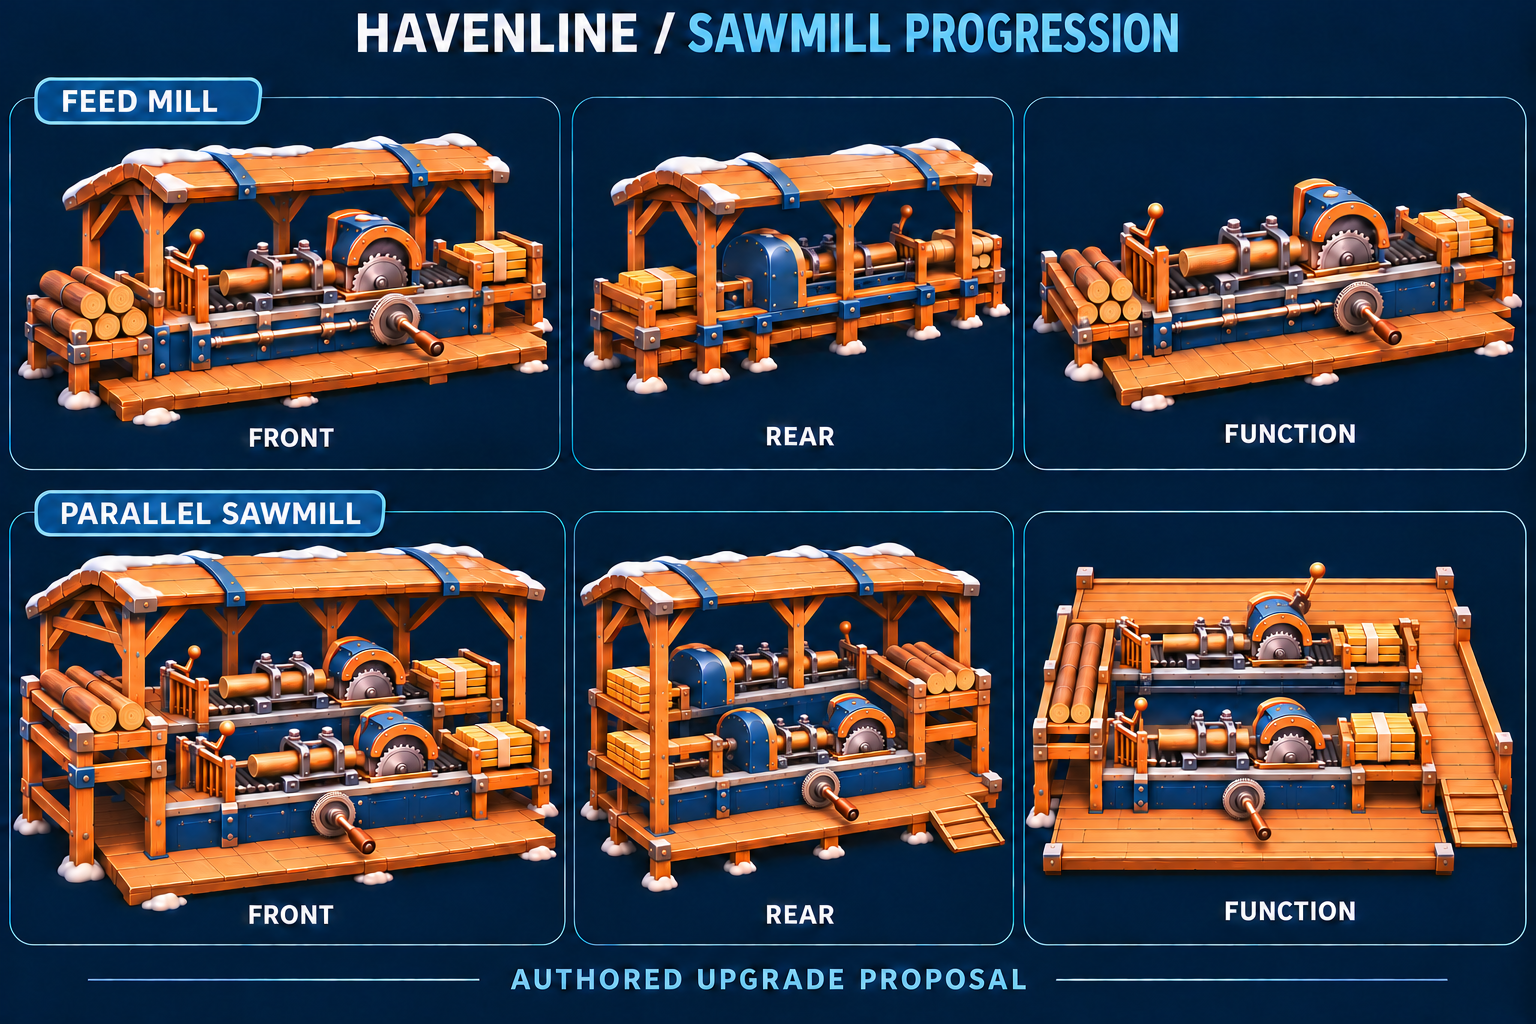 HAVENLINE / SAWMILL PROGRESSION
FEED MILL
FRONT
REAR
FUNCTION
PARALLEL SAWMILL
FRONT
REAR
FUNCTION
AUTHORED UPGRADE PROPOSAL